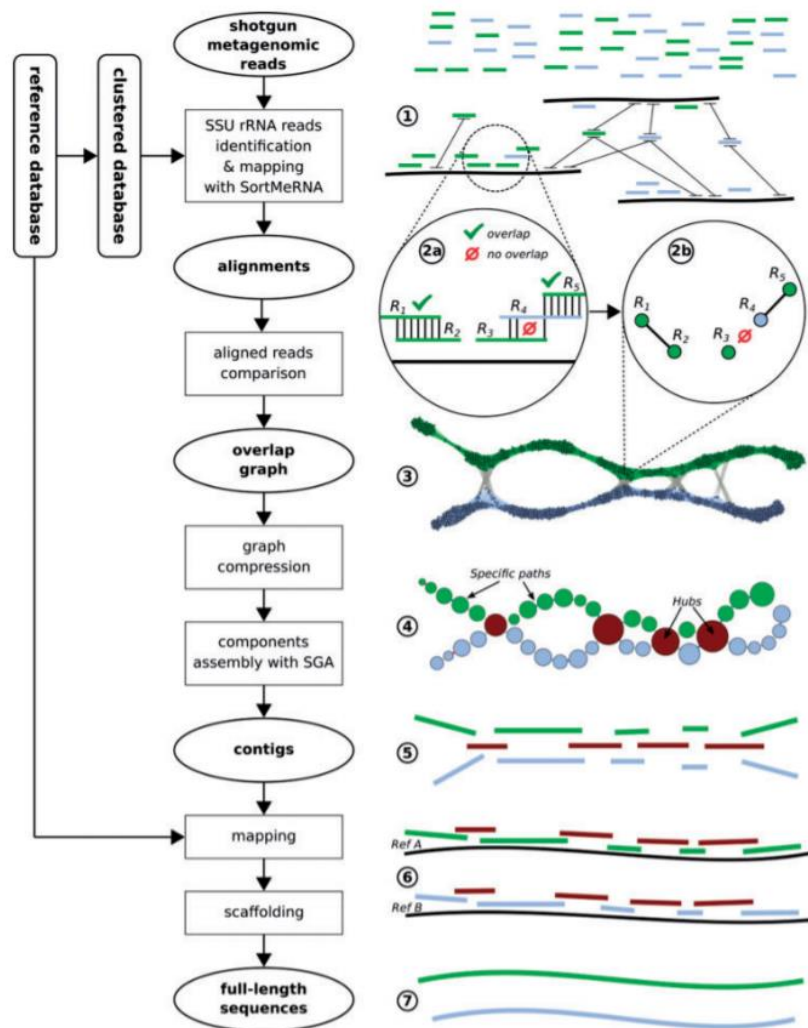 shotgun
metagenomic
reads
reference database
clustered database
SSU rRNA reads
identification
& mapping
with SortMeRNA
alignments
aligned reads
comparison
overlap
graph
graph
compression
components
assembly with SGA
contigs
mapping
scaffolding
full-length
sequences
1
2a
overlap
no overlap
R1
R2
R3
R4
R5
2b
R1
R2
R3
R4
R5
3
4
Specific paths
Hubs
5
Ref A
6
Ref B
7